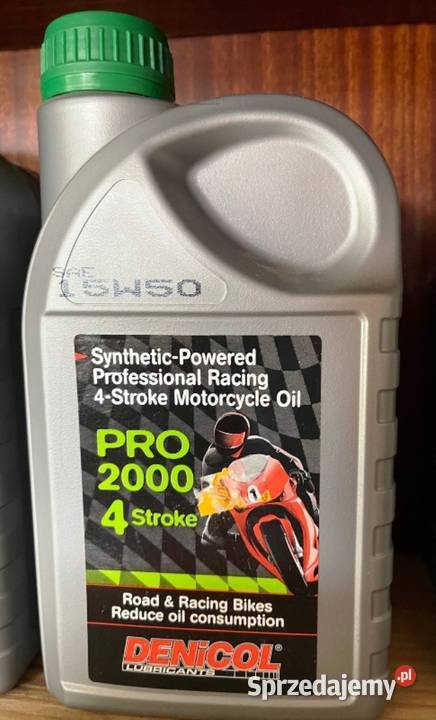 SAE
15W50
Synthetic-Powered
Professional Racing
4-Stroke Motorcycle Oil
PRO
2000
4 Stroke
Road & Racing Bikes
Reduce oil consumption
DENiCOL®
LUBRICANTS
Sprzedajemy.pl